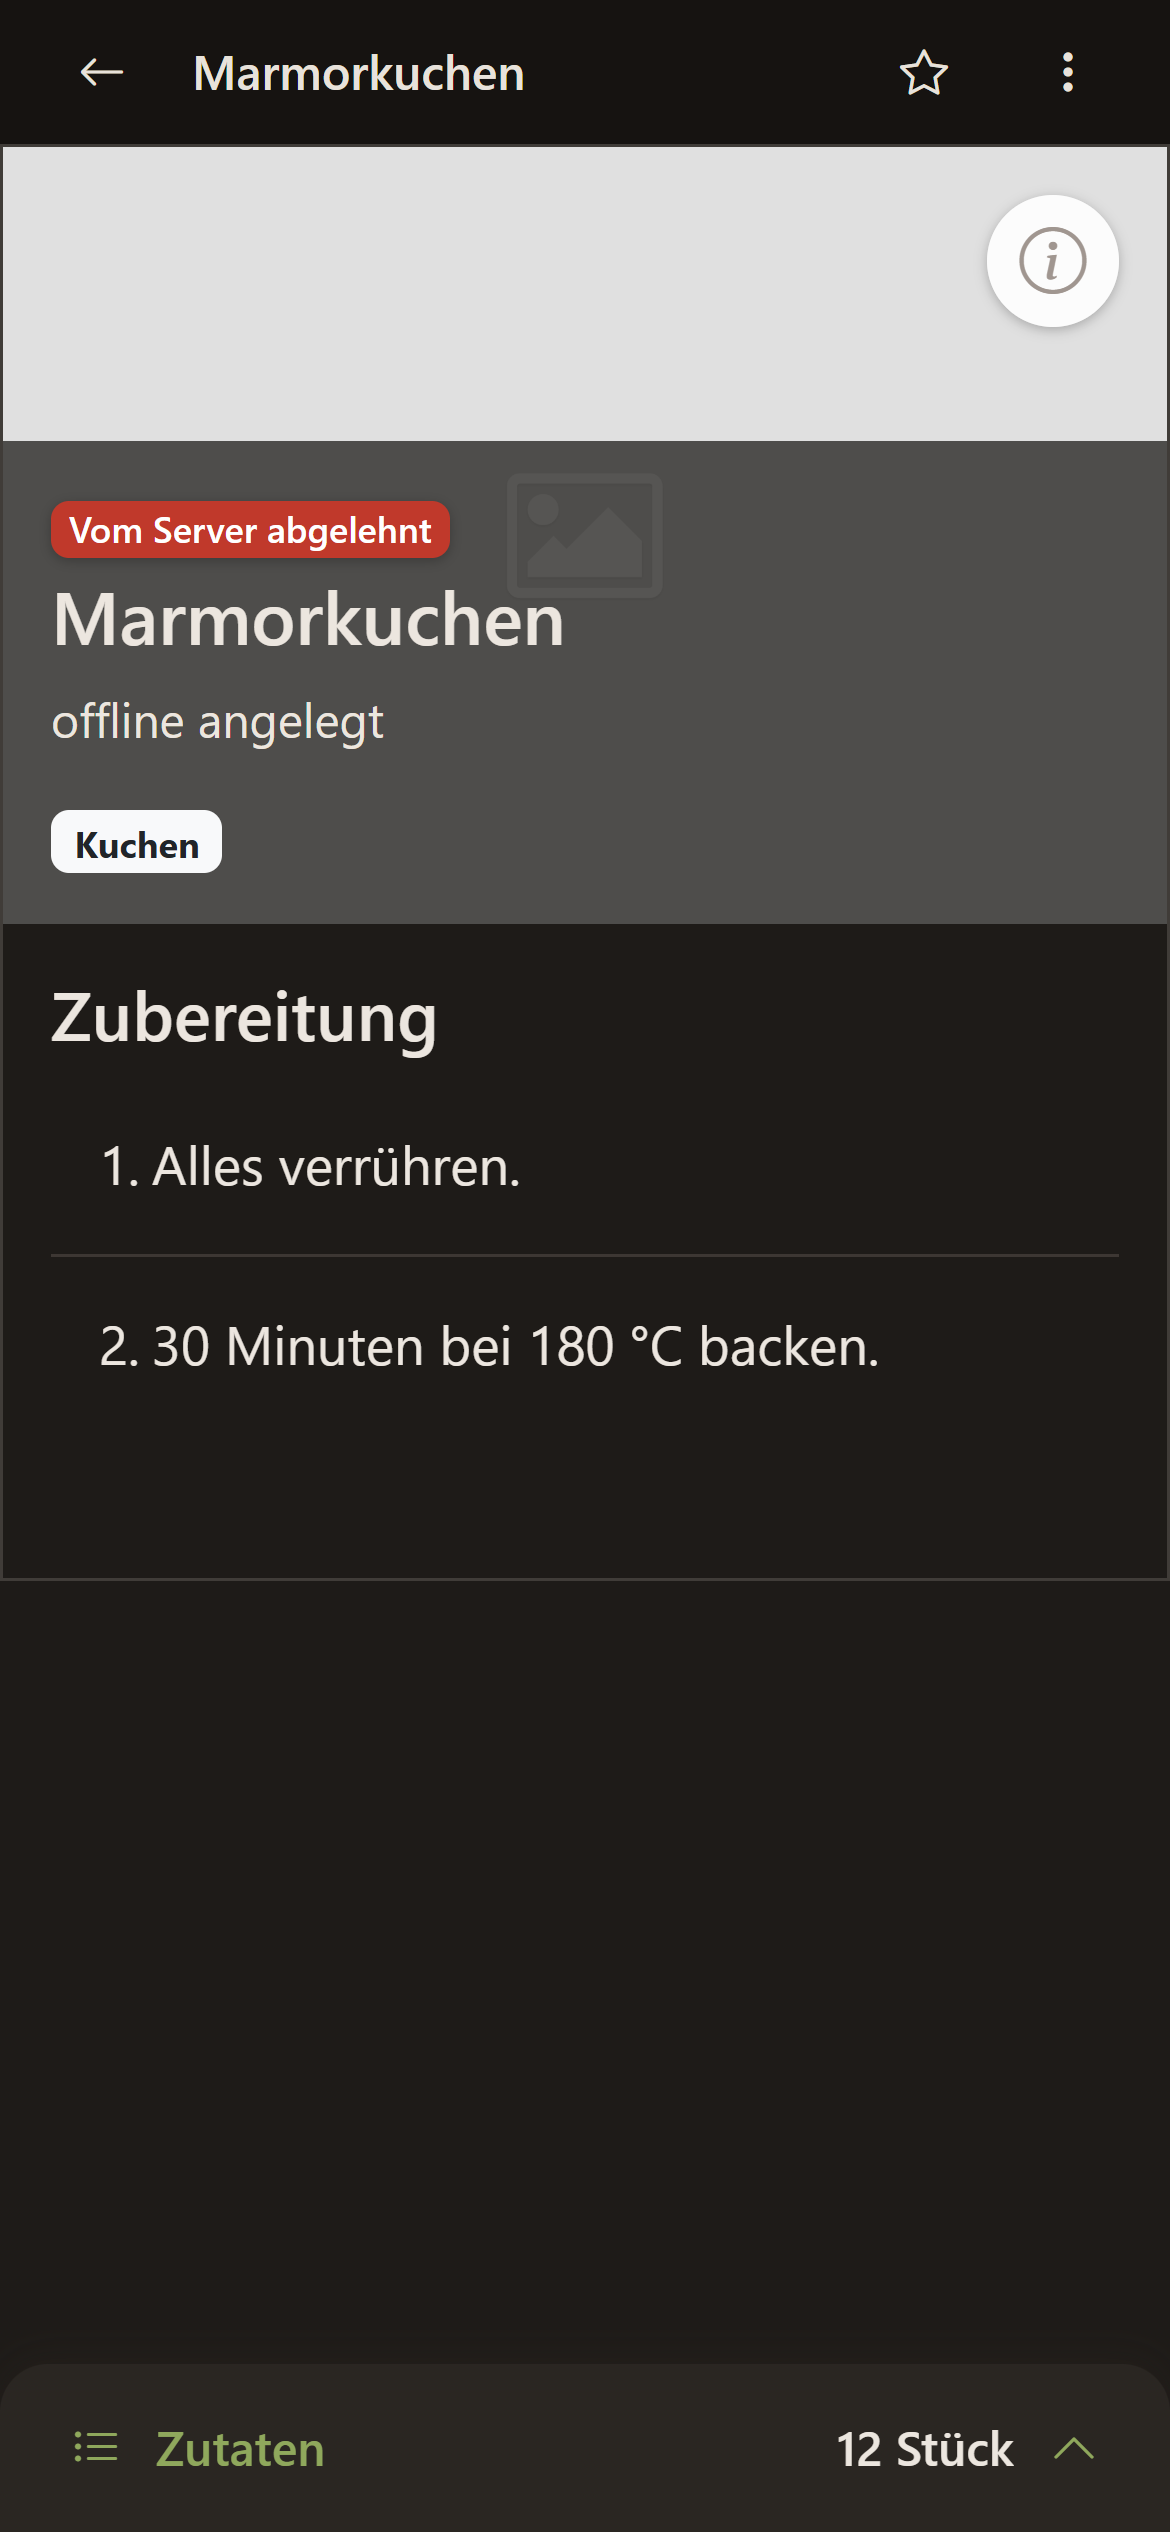 Marmorkuchen
Vom Server abgelehnt
Marmorkuchen
offline angelegt
Kuchen
Zubereitung
1. Alles verrühren.
2. 30 Minuten bei 180 °C backen.
Zutaten 12 Stück